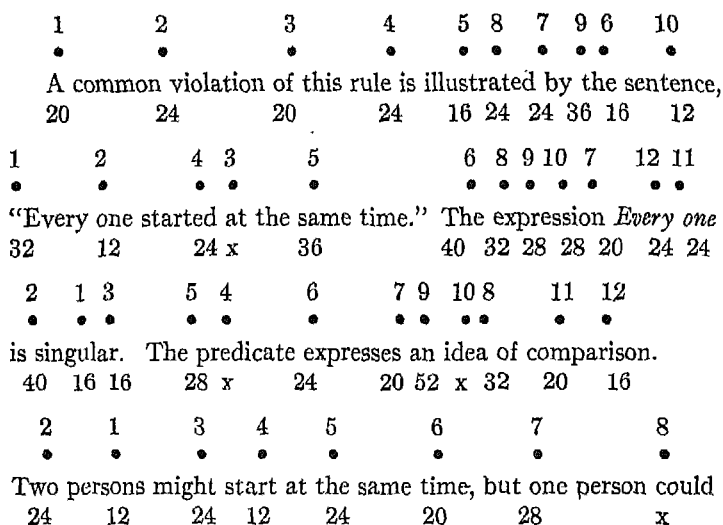 1 2 3 4 5 8 7 9 6 10
A common violation of this rule is illustrated by the sentence,
20 24 20 24 16 24 24 36 16 12
1 2 4 3 5 6 8 9 10 7 12 11
“Every one started at the same time.” The expression Every one
32 12 24 x 36 40 32 28 28 20 24 24
2 1 3 5 4 6 7 9 10 8 11 12
is singular. The predicate expresses an idea of comparison.
40 16 16 28 x 24 20 52 x 32 20 16
2 1 3 4 5 6 7 8
Two persons might start at the same time, but one person could
24 12 24 12 24 20 28 x